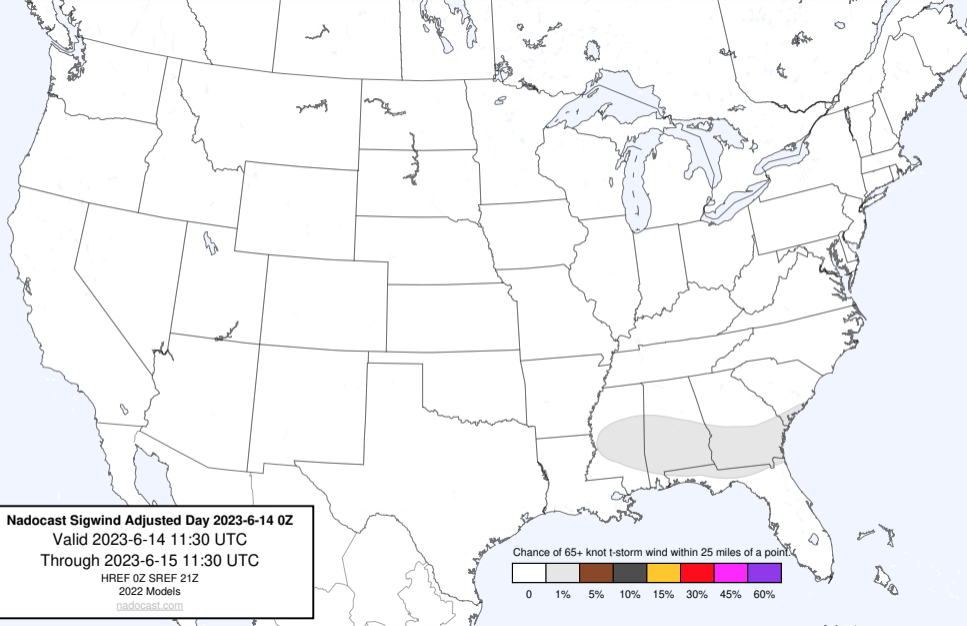 Nadocast Sigwind Adjusted Day 2023-6-14 0Z
Valid 2023-6-14 11:30 UTC
Through 2023-6-15 11:30 UTC
HREF 0Z SREF 21Z
2022 Models
nadocast.com
Chance of 65+ knot t-storm wind within 25 miles of a point.
0 1% 5% 10% 15% 30% 45% 60%